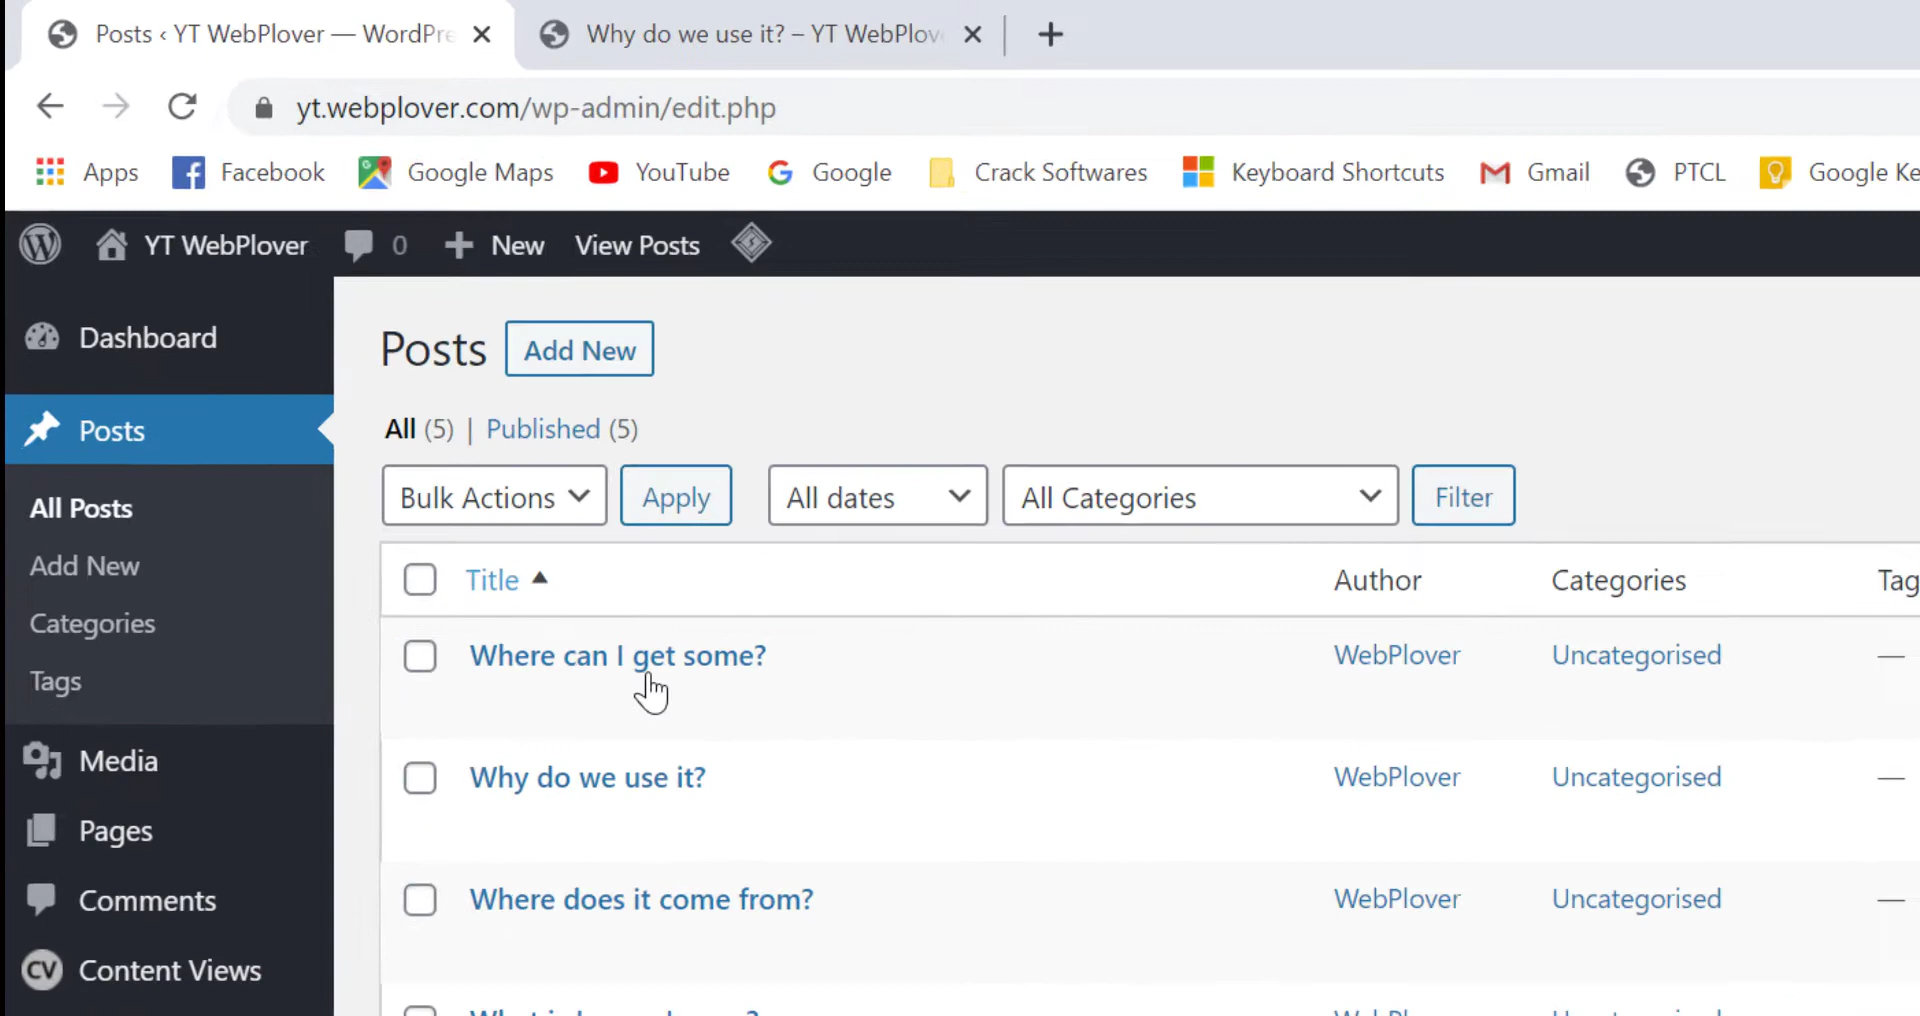 Posts ‹ YT WebPlover — WordPre
Why do we use it? – YT WebPlov
yt.webplover.com/wp-admin/edit.php
Apps Facebook Google Maps YouTube Google Crack Softwares Keyboard Shortcuts Gmail PTCL Google Ke
YT WebPlover 0 New View Posts
Dashboard
Posts
All Posts
Add New
Categories
Tags
Media
Pages
Comments
CV Content Views
Posts Add New
All (5) | Published (5)
Bulk Actions Apply All dates All Categories Filter
Title Author Categories Tag
Where can I get some? WebPlover Uncategorised —
Why do we use it? WebPlover Uncategorised —
Where does it come from? WebPlover Uncategorised —